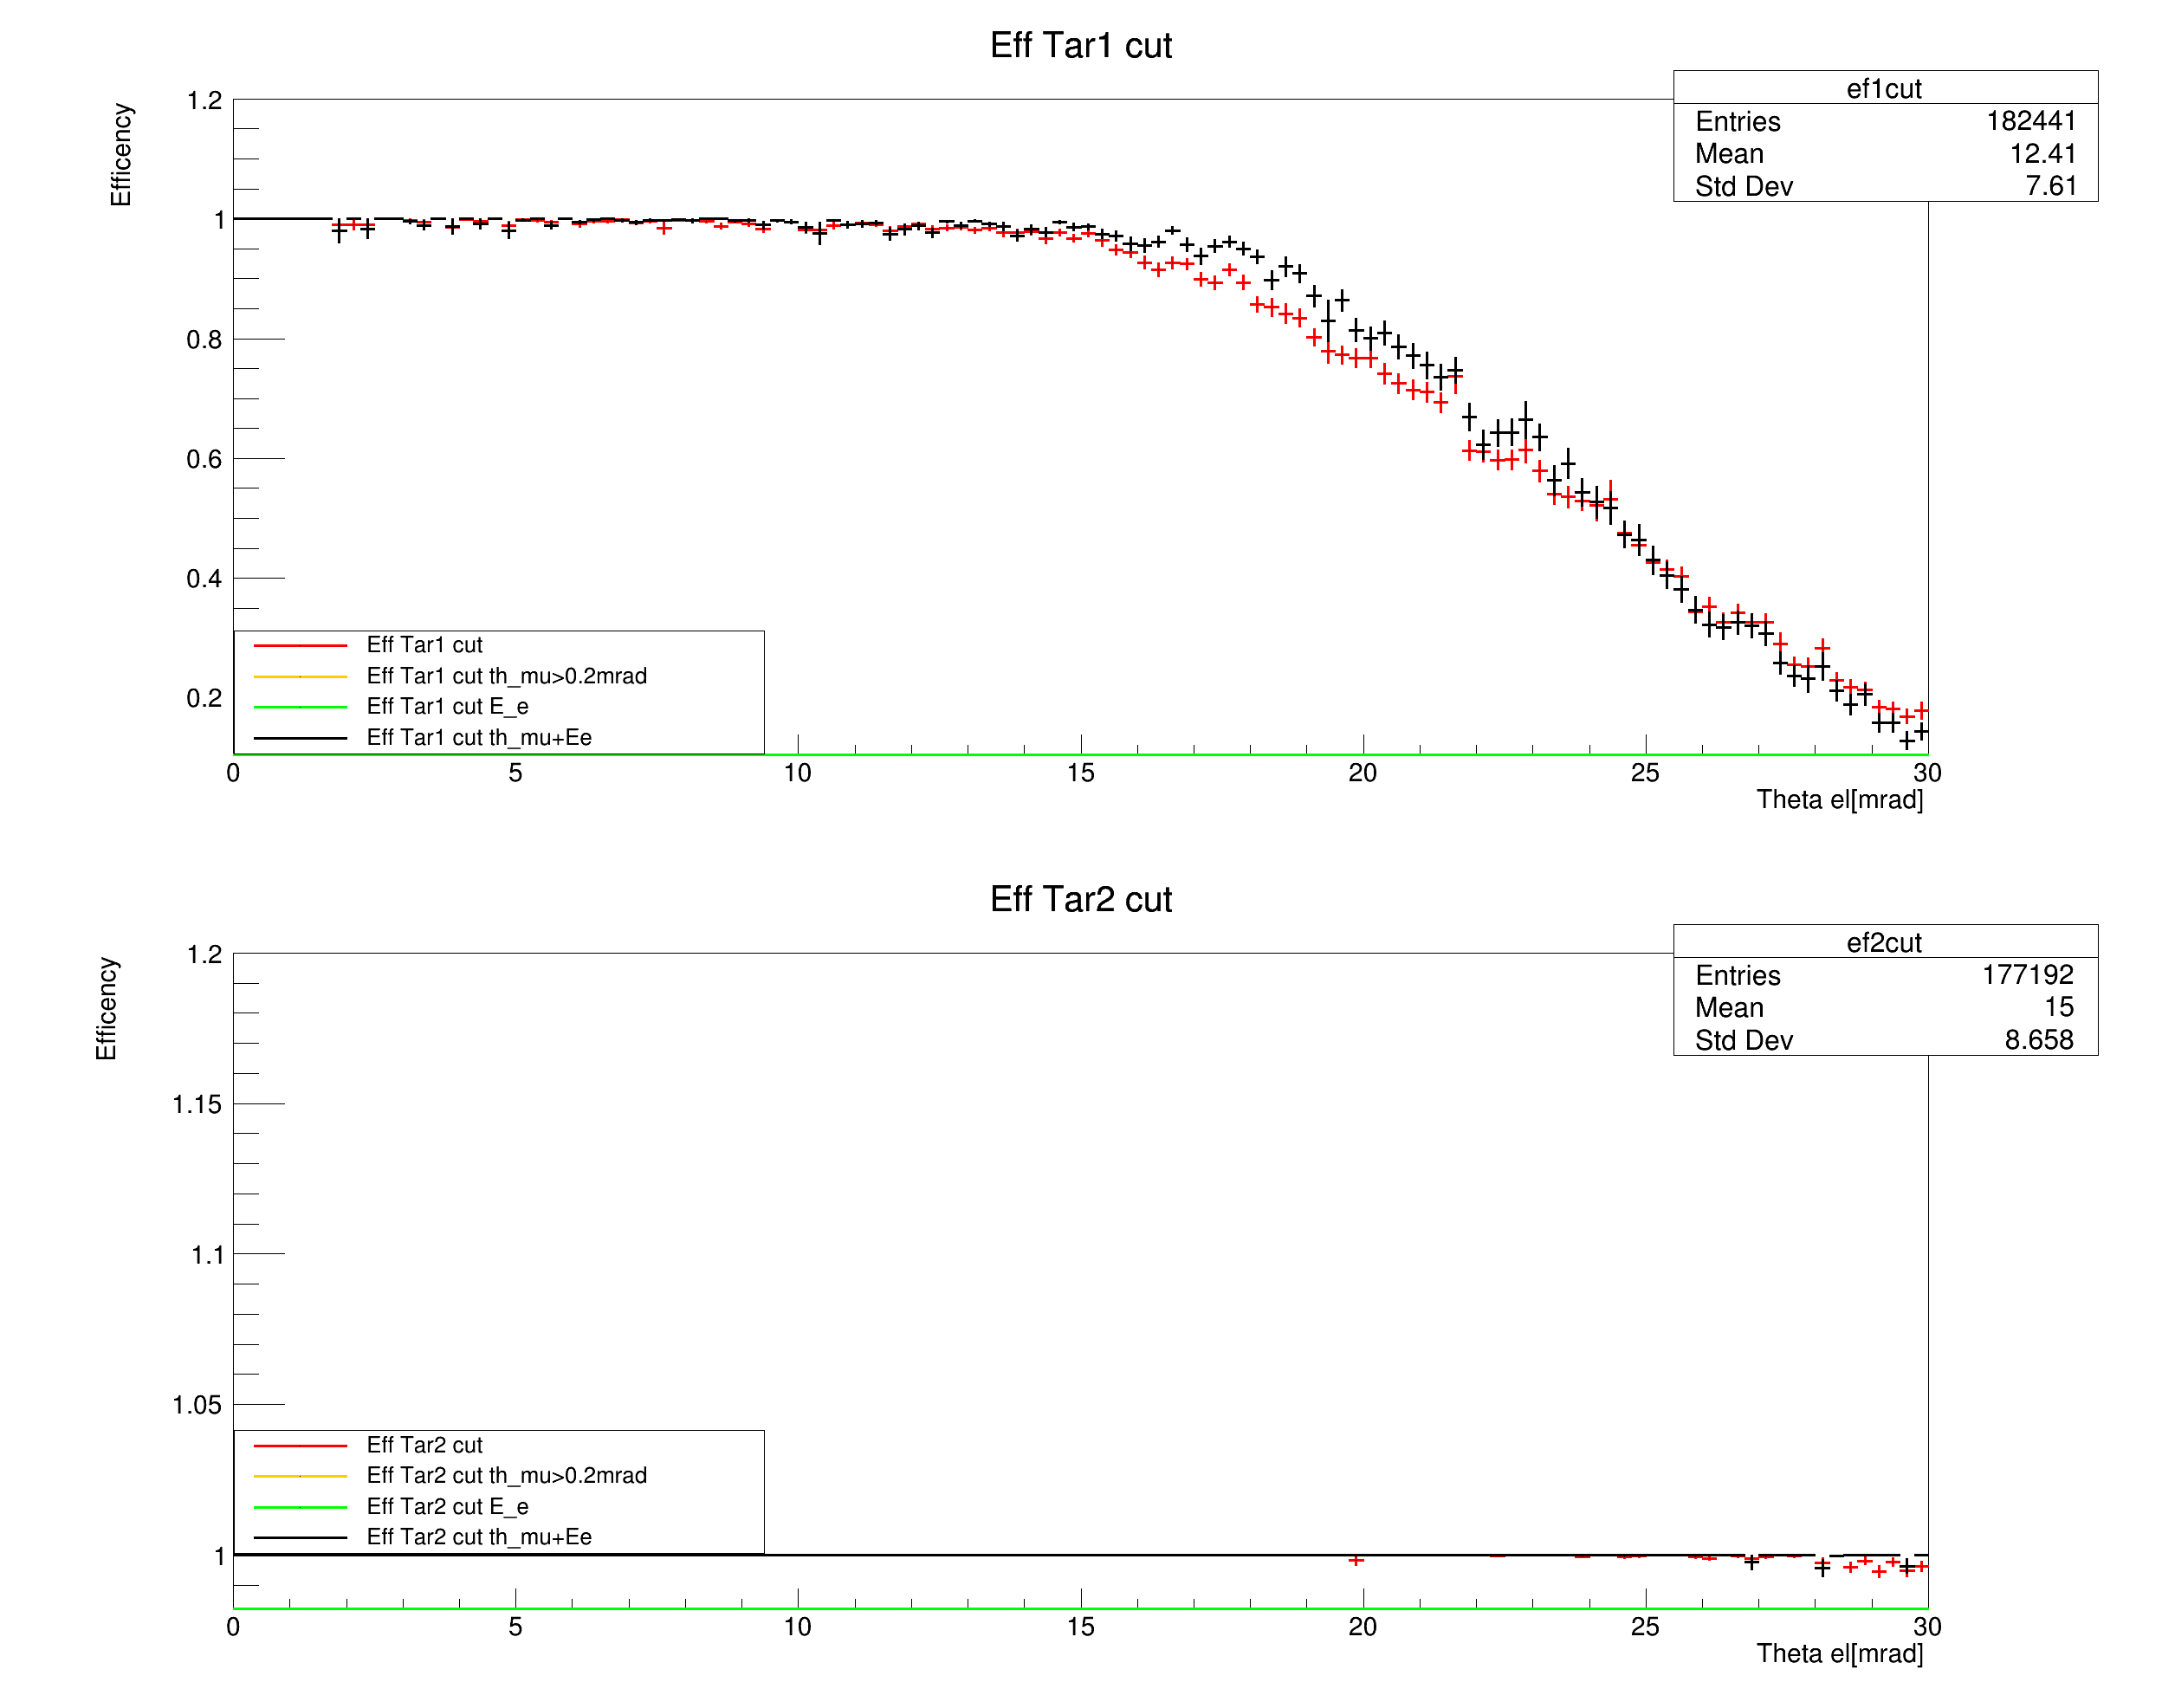 Eff Tar1 cut
ef1cut
Entries 182441
Mean 12.41
Std Dev 7.61
Efficency
1.2
1
0.8
0.6
0.4
0.2
Eff Tar1 cut
Eff Tar1 cut th_mu>0.2mrad
Eff Tar1 cut E_e
Eff Tar1 cut th_mu+Ee
0 5 10 15 20 25 30
Theta el[mrad]
Eff Tar2 cut
ef2cut
Entries 177192
Mean 15
Std Dev 8.658
Efficency
1.2
1.15
1.1
1.05
1
Eff Tar2 cut
Eff Tar2 cut th_mu>0.2mrad
Eff Tar2 cut E_e
Eff Tar2 cut th_mu+Ee
0 5 10 15 20 25 30
Theta el[mrad]